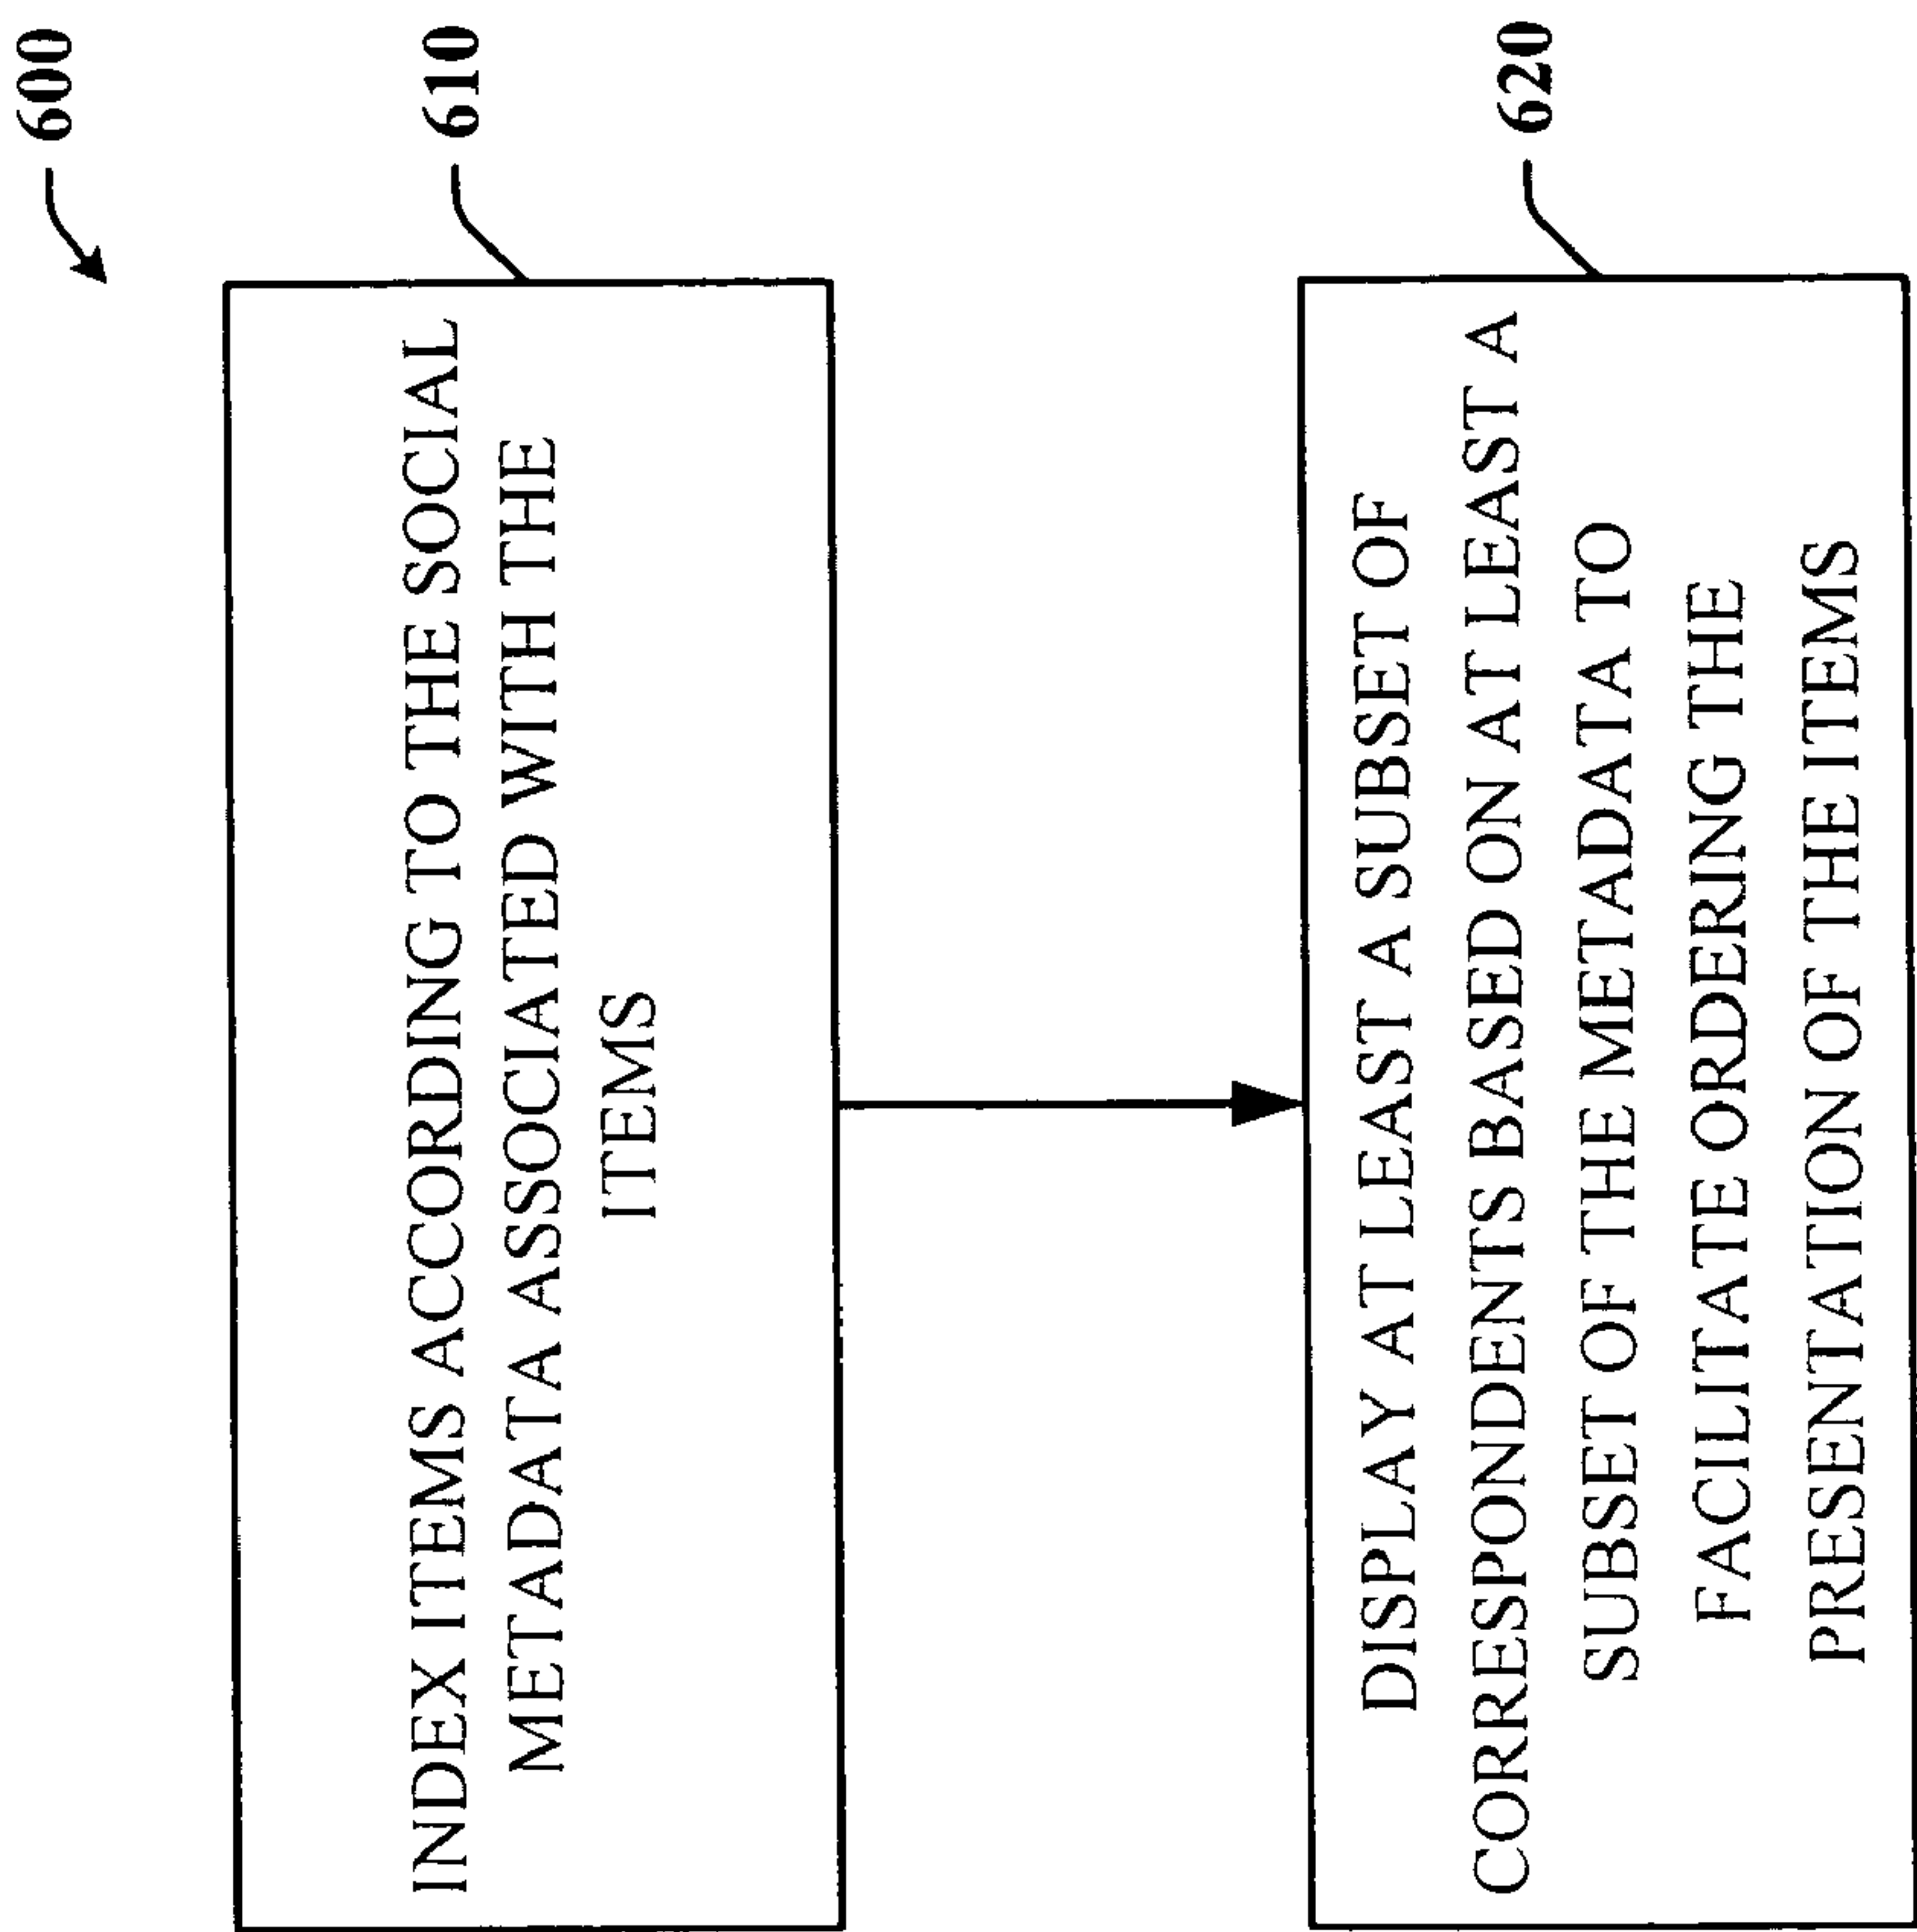 600
610
INDEX ITEMS ACCORDING TO THE SOCIAL
METADATA ASSOCIATED WITH THE
ITEMS
620
DISPLAY AT LEAST A SUBSET OF
CORRESPONDENTS BASED ON AT LEAST A
SUBSET OF THE METADATA TO
FACILITATE ORDERING THE
PRESENTATION OF THE ITEMS